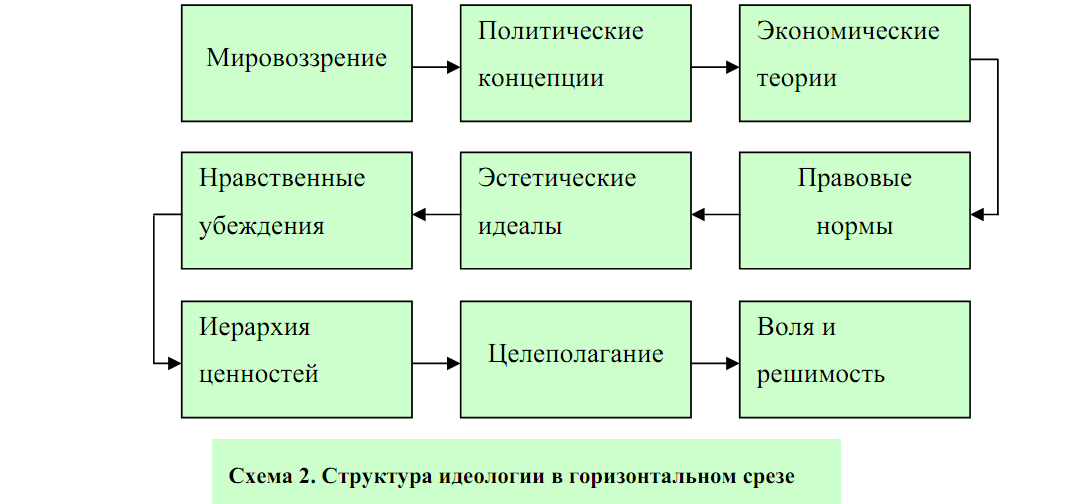 Мировоззрение
Политические
концепции
Экономические
теории
Нравственные
убеждения
Эстетические
идеалы
Правовые
нормы
Иерархия
ценностей
Целеполагание
Воля и
решимость
Схема 2. Структура идеологии в горизонтальном срезе